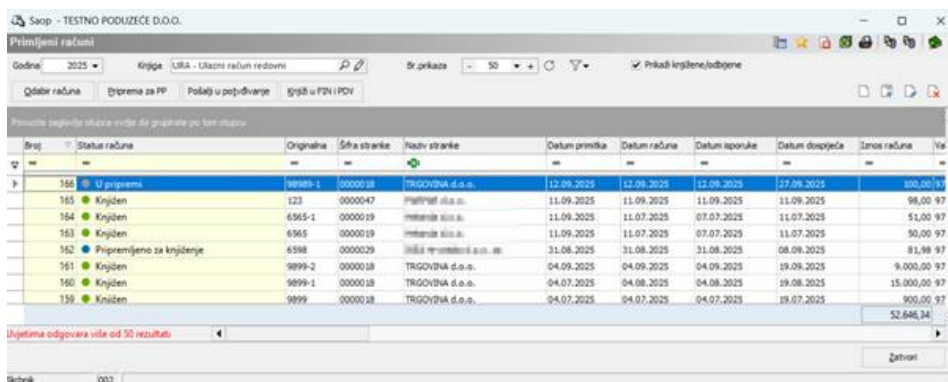 Saop - TESTNO PODUZEĆE D.O.O.
Primljeni računi
Godina 2025 Knjige URA - Ulazni račun redovni Br.prikaza - 50 + Prikaži knjižene/odbijene
Odabir računa Priprema za PP Pošalji u potvđivanje Knjiži u FIN i PDV
Povucite zaglavlje stupca ovdje da grupirate po tom stupcu
Broj Status računa Originalna Šifra stranke Naziv stranke Datum primitka Datum računa Datum isporuke Datum dospijeća Iznos računa Va
= = = = = = = = =
166 U pripremi 98989-1 0000018 TRGOVINA d.o.o. 12.09.2025 12.09.2025 12.09.2025 27.09.2025 100,00 97
165 Knjižen 123 0000047 11.09.2025 11.09.2025 11.09.2025 11.09.2025 98,00 97
164 Knjižen 6565-1 0000019 11.09.2025 11.07.2025 07.07.2025 11.07.2025 51,00 97
163 Knjižen 6565 0000019 11.09.2025 11.07.2025 07.07.2025 11.07.2025 50,00 97
162 Pripremljeno za knjiženje 6598 0000029 31.08.2025 31.08.2025 31.08.2025 08.09.2025 81,98 97
161 Knjižen 9899-2 0000018 TRGOVINA d.o.o. 04.09.2025 04.09.2025 04.09.2025 19.09.2025 9.000,00 97
160 Knjižen 9899-1 0000018 TRGOVINA d.o.o. 04.07.2025 04.08.2025 04.08.2025 19.08.2025 15.000,00 97
159 Knjižen 9899 0000018 TRGOVINA d.o.o. 04.07.2025 04.07.2025 04.07.2025 19.07.2025 900,00 97
52.646,34
Uvjetima odgovara više od 50 rezultata
Zatvori
002